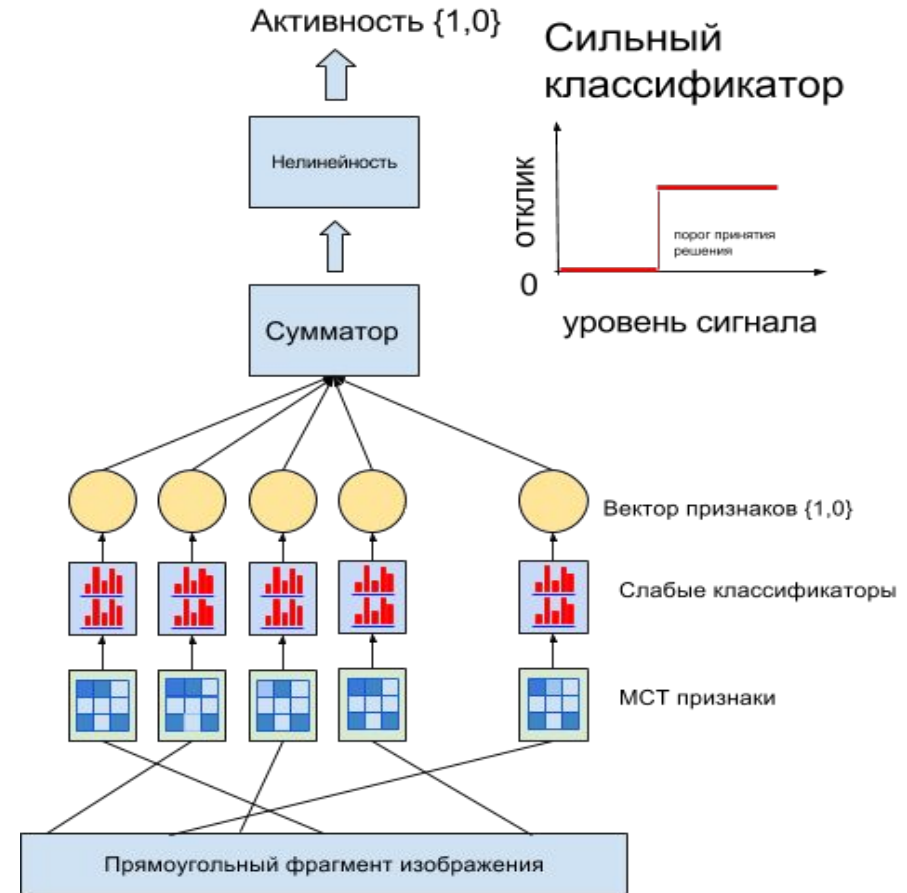 Активность {1,0}
Сильный
классификатор
Нелинейность
отклик
порог принятия
решения
0
уровень сигнала
Сумматор
Вектор признаков {1,0}
Слабые классификаторы
МСТ признаки
Прямоугольный фрагмент изображения